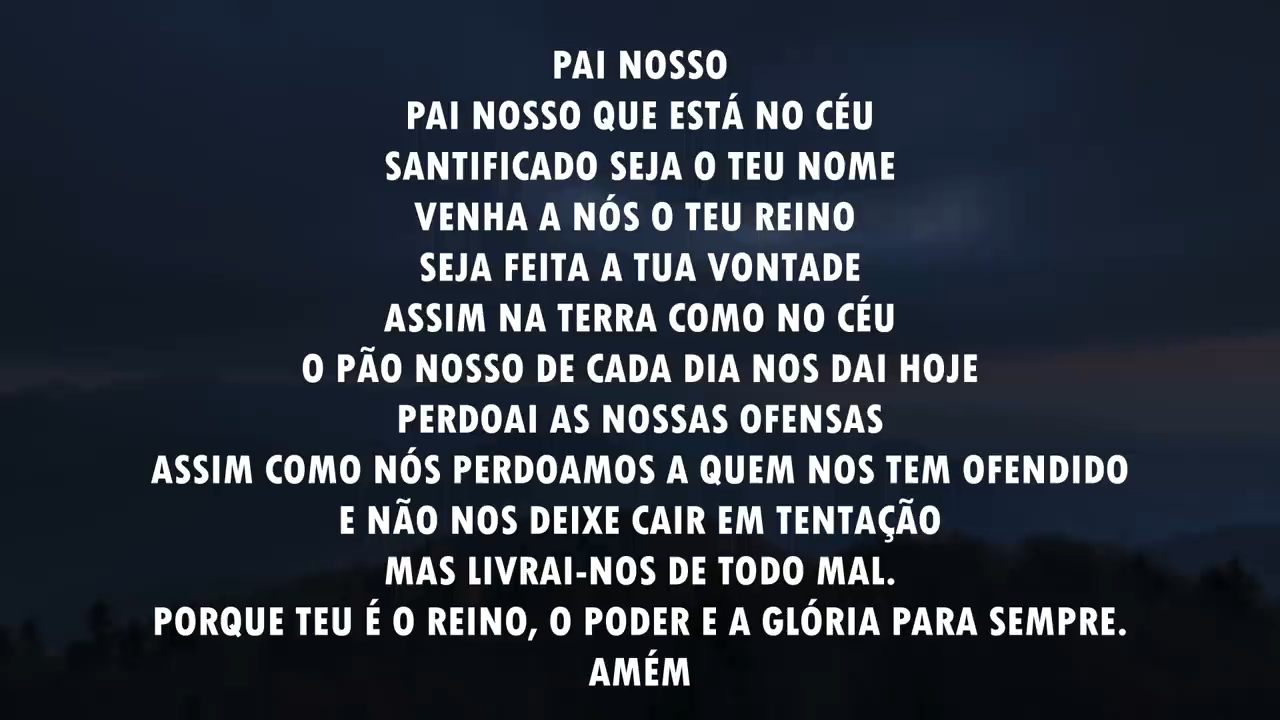 PAI NOSSO
PAI NOSSO QUE ESTÁ NO CÉU
SANTIFICADO SEJA O TEU NOME
VENHA A NÓS O TEU REINO
SEJA FEITA A TUA VONTADE
ASSIM NA TERRA COMO NO CÉU
O PÃO NOSSO DE CADA DIA NOS DAI HOJE
PERDOAI AS NOSSAS OFENSAS
ASSIM COMO NÓS PERDOAMOS A QUEM NOS TEM OFENDIDO
E NÃO NOS DEIXE CAIR EM TENTAÇÃO
MAS LIVRAI-NOS DE TODO MAL.
PORQUE TEU É O REINO, O PODER E A GLÓRIA PARA SEMPRE.
AMÉM